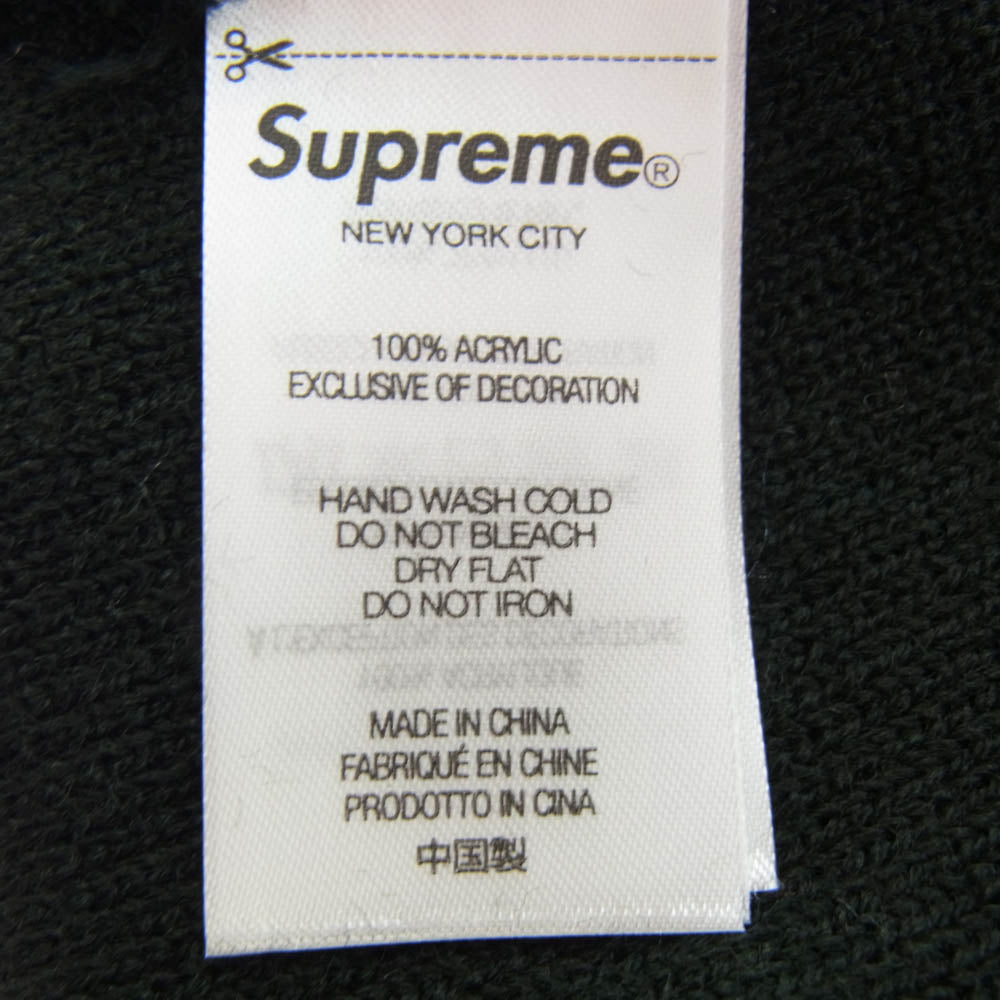 Supreme®
NEW YORK CITY
100% ACRYLIC
EXCLUSIVE OF DECORATION
HAND WASH COLD
DO NOT BLEACH
DRY FLAT
DO NOT IRON
MADE IN CHINA
FABRIQUÉ EN CHINE
PRODOTTO IN CINA
中国製